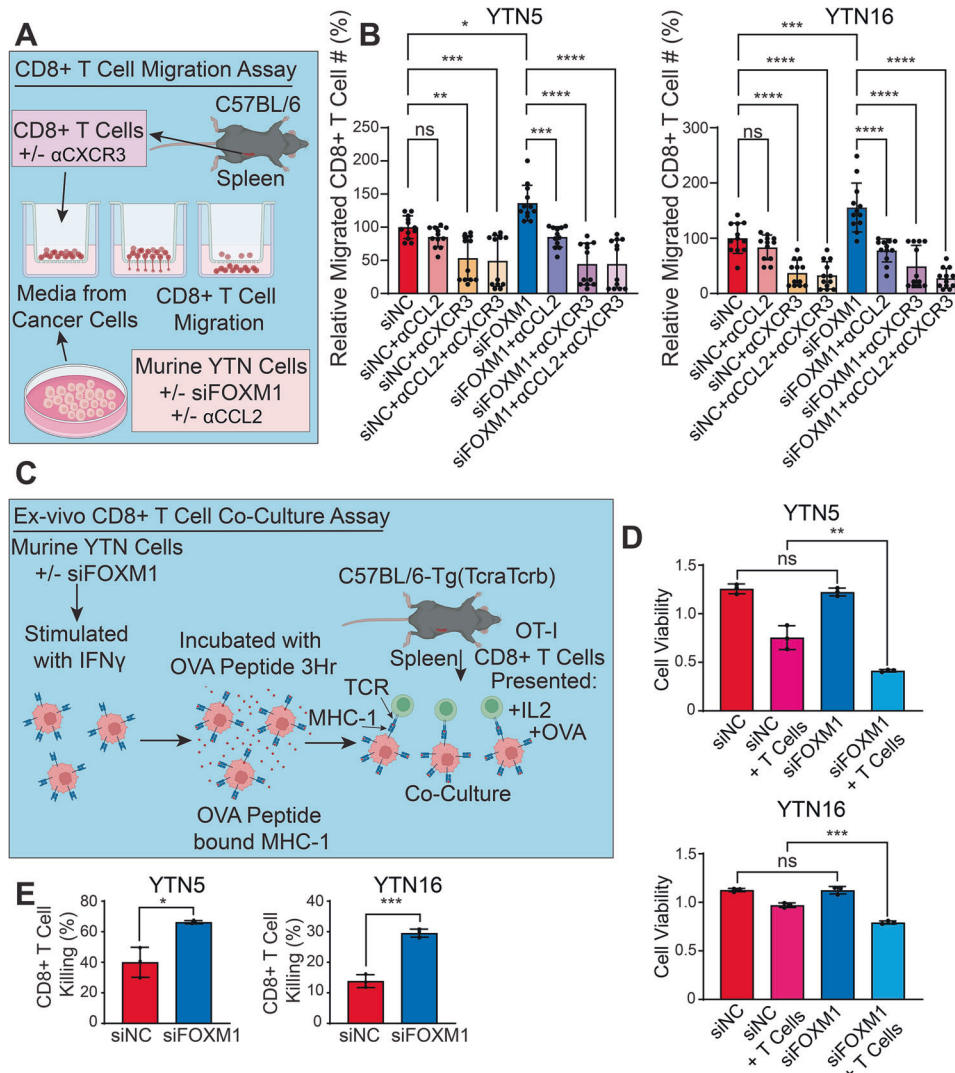 A
CD8+ T Cell Migration Assay
CD8+ T Cells
+/- αCXCR3
C57BL/6
Spleen
Media from
Cancer Cells
CD8+ T Cell
Migration
Murine YTN Cells
+/- siFOXM1
+/- αCCL2
B
YTN5
Relative Migrated CD8+ T Cell # (%)
*
***
****
**
****
ns
***
250
200
150
100
50
0
siNC
siNC+αCCL2
siNC+αCXCR3
siNC+αCCL2+αCXCR3
siFOXM1
siFOXM1+αCCL2
siFOXM1+αCXCR3
siFOXM1+αCCL2+αCXCR3
YTN16
Relative Migrated CD8+ T Cell # (%)
***
****
****
****
****
ns
****
300
200
100
0
siNC
siNC+αCCL2
siNC+αCXCR3
siNC+αCCL2+αCXCR3
siFOXM1
siFOXM1+αCCL2
siFOXM1+αCXCR3
siFOXM1+αCCL2+αCXCR3
C
Ex-vivo CD8+ T Cell Co-Culture Assay
Murine YTN Cells
+/- siFOXM1
Stimulated
with IFNγ
Incubated with
OVA Peptide 3Hr
OVA Peptide
bound MHC-1
C57BL/6-Tg(TcraTcrb)
Spleen
OT-I
CD8+ T Cells
Presented:
+IL2
+OVA
TCR
MHC-1
Co-Culture
D
YTN5
Cell Viability
**
ns
1.5
1.0
0.5
0.0
siNC
siNC
+ T Cells
siFOXM1
siFOXM1
+ T Cells
YTN16
Cell Viability
***
ns
1.5
1.0
0.5
0.0
siNC
siNC
+ T Cells
siFOXM1
siFOXM1
+ T Cells
E
YTN5
CD8+ T Cell
Killing (%)
*
80
60
40
20
0
siNC
siFOXM1
YTN16
CD8+ T Cell
Killing (%)
***
40
30
20
10
0
siNC
siFOXM1